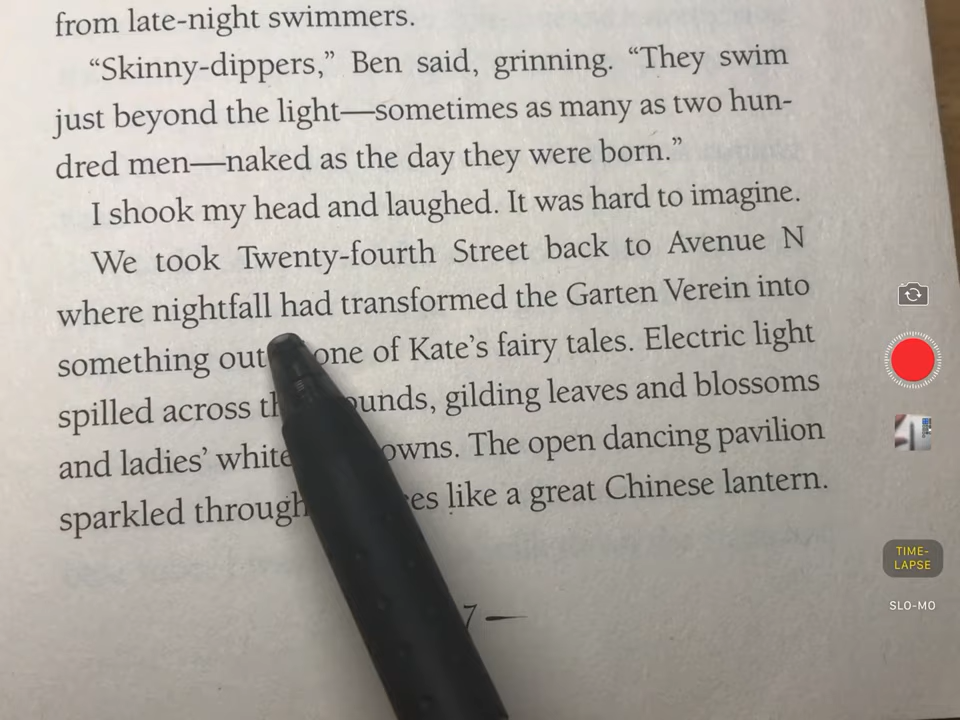 from late-night swimmers.
“Skinny-dippers,” Ben said, grinning. “They swim
just beyond the light—sometimes as many as two hun-
dred men—naked as the day they were born.”
I shook my head and laughed. It was hard to imagine.
We took Twenty-fourth Street back to Avenue N
where nightfall had transformed the Garten Verein into
something out one of Kate’s fairy tales. Electric light
spilled across gilding leaves and blossoms
and ladies’ white The open dancing pavilion
sparkled through like a great Chinese lantern.
7—
TIME-
LAPSE
SLO-MO